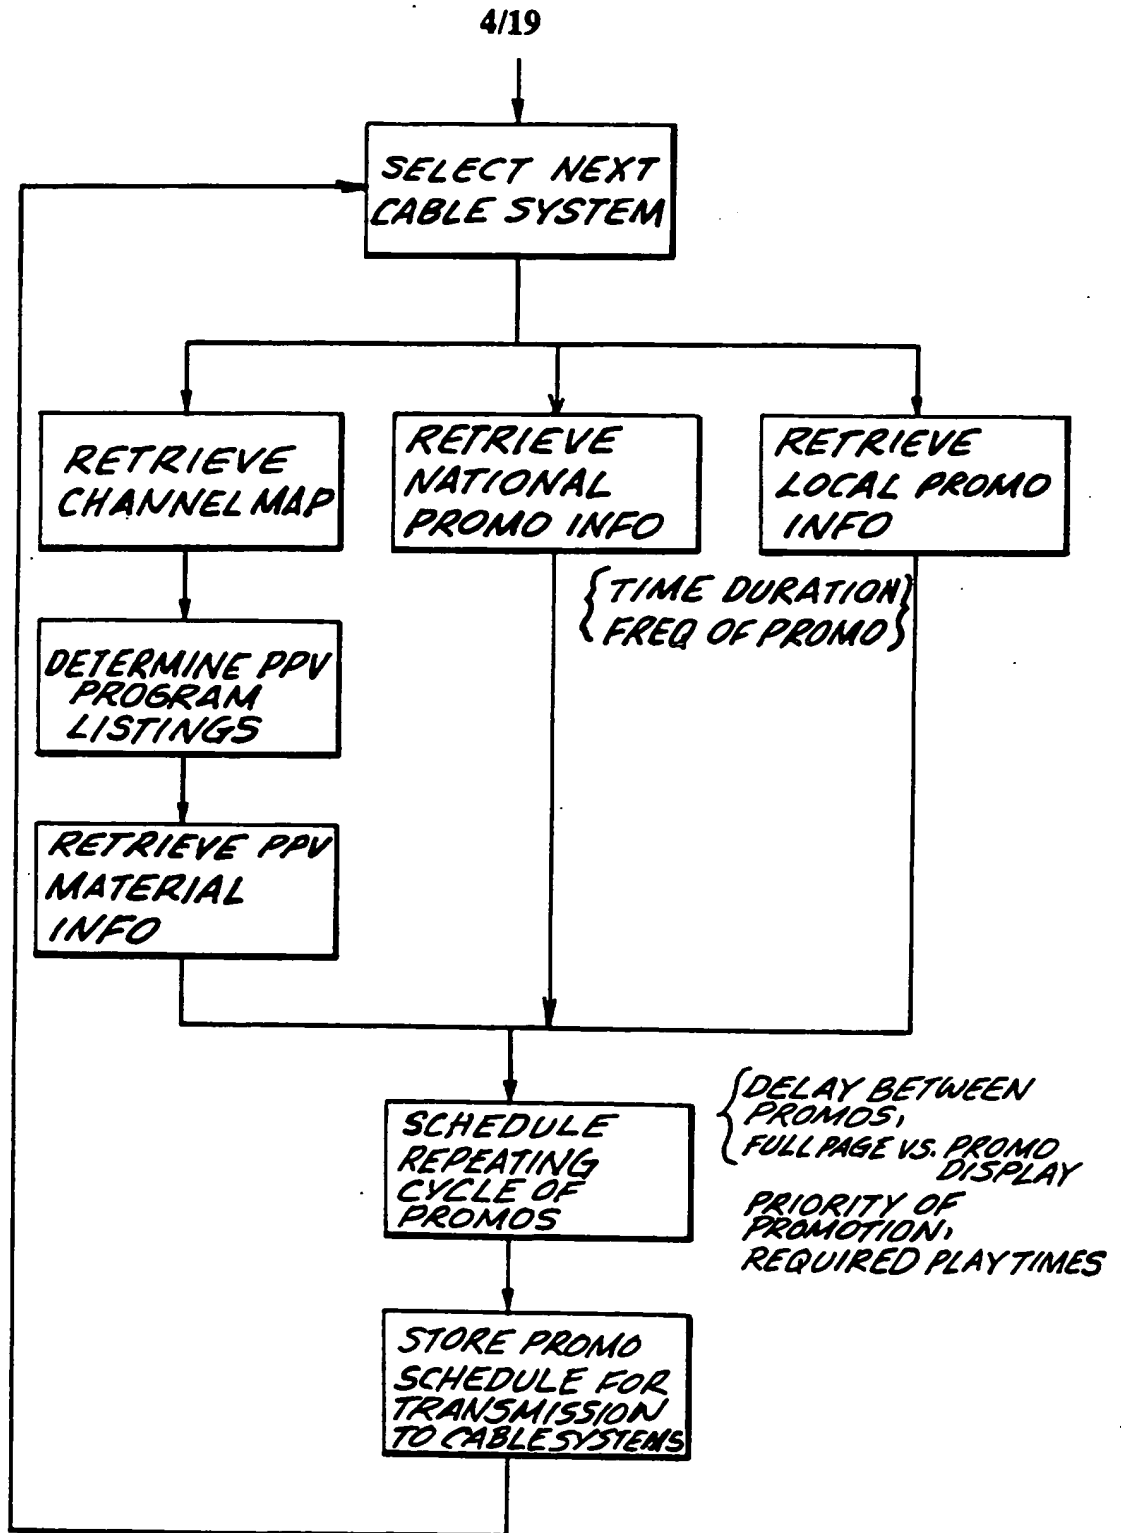 4/19
SELECT NEXT
CABLE SYSTEM
RETRIEVE
CHANNEL MAP
RETRIEVE
NATIONAL
PROMO INFO
RETRIEVE
LOCAL PROMO
INFO
{TIME DURATION}
{FREQ OF PROMO}
DETERMINE PPV
PROGRAM
LISTINGS
RETRIEVE PPV
MATERIAL
INFO
SCHEDULE
REPEATING
CYCLE OF
PROMOS
{DELAY BETWEEN
PROMOS,
FULL PAGE VS. PROMO
DISPLAY
PRIORITY OF
PROMOTION,
REQUIRED PLAYTIMES
STORE PROMO
SCHEDULE FOR
TRANSMISSION
TO CABLE SYSTEMS